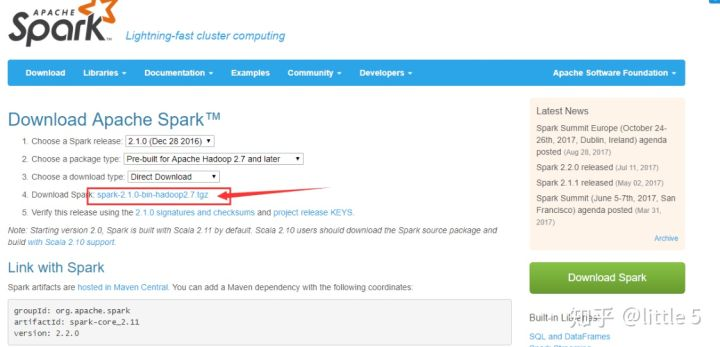 APACHE
Spark™ Lightning-fast cluster computing
Download Libraries Documentation Examples Community Developers Apache Software Foundation
Download Apache Spark™
1. Choose a Spark release: 2.1.0 (Dec 28 2016)
2. Choose a package type: Pre-built for Apache Hadoop 2.7 and later
3. Choose a download type: Direct Download
4. Download Spark: spark-2.1.0-bin-hadoop2.7.tgz
5. Verify this release using the 2.1.0 signatures and checksums and project release KEYS.
Note: Starting version 2.0, Spark is built with Scala 2.11 by default. Scala 2.10 users should download the Spark source package and
build with Scala 2.10 support.
Link with Spark
Spark artifacts are hosted in Maven Central. You can add a Maven dependency with the following coordinates:
groupId: org.apache.spark
artifactId: spark-core_2.11
version: 2.2.0
Latest News
Spark Summit Europe (October 24-
26th, 2017, Dublin, Ireland) agenda
posted (Aug 28, 2017)
Spark 2.2.0 released (Jul 11, 2017)
Spark 2.1.1 released (May 02, 2017)
Spark Summit (June 5-7th, 2017, San
Francisco) agenda posted (Mar 31,
2017)
Archive
Download Spark
Built-in Libraries:
SQL and DataFrames
Spark Streaming
知乎 @little 5